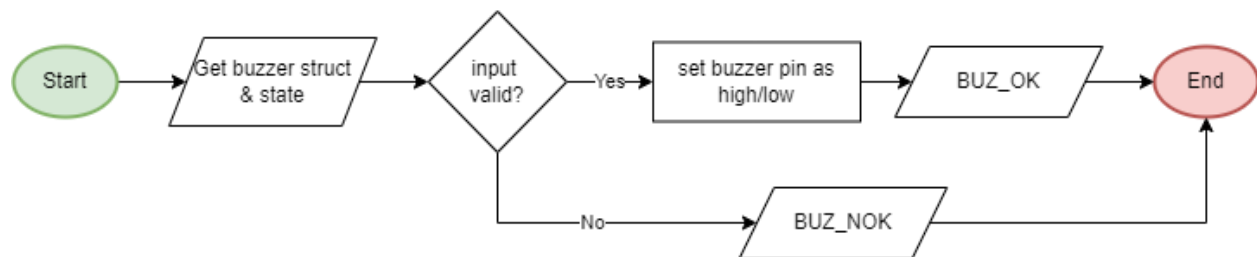 Start
Get buzzer struct
& state
input
valid?
Yes
set buzzer pin as
high/low
BUZ_OK
End
No
BUZ_NOK